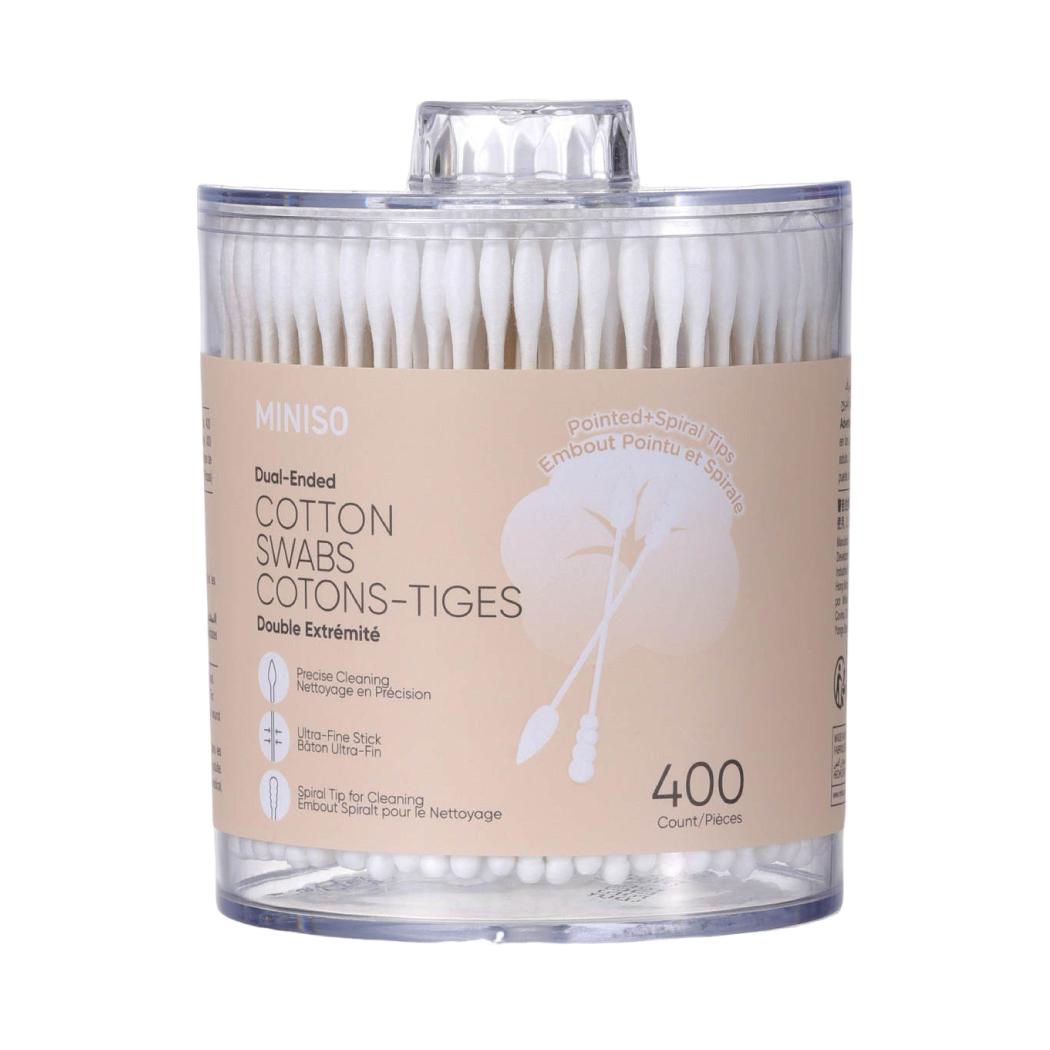 MINISO
Pointed+Spiral Tips
Embout Pointu et Spirale
Dual-Ended
COTTON
SWABS
COTONS-TIGES
Double Extrémité
Precise Cleaning
Nettoyage en Précision
Ultra-Fine Stick
Bâton Ultra-Fin
Spiral Tip for Cleaning
Embout Spiralt pour le Nettoyage
400
Count/Pièces